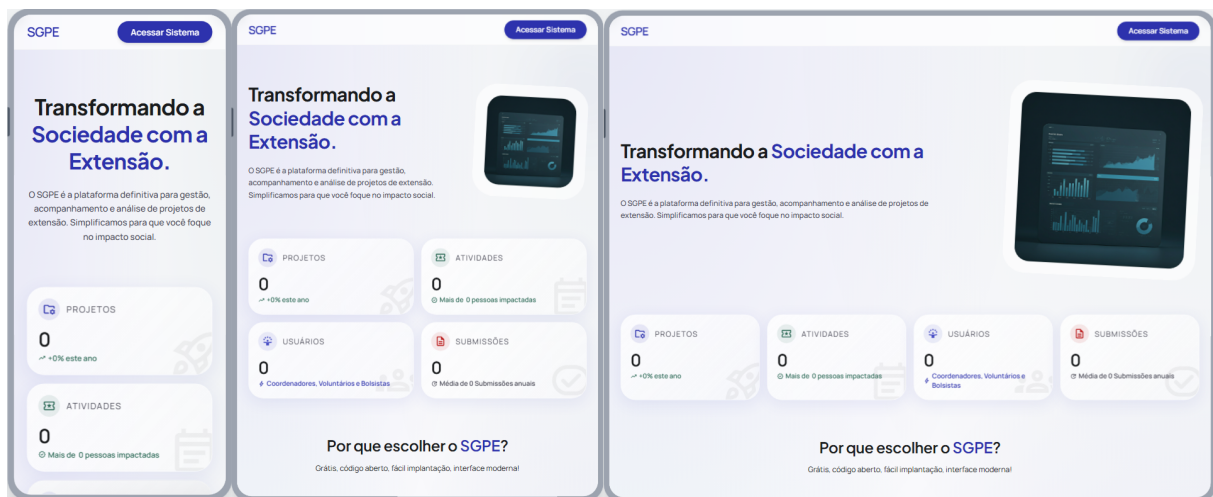 SGPE
Acessar Sistema
Transformando a
Sociedade com a
Extensão.
O SGPE é a plataforma definitiva para gestão,
acompanhamento e análise de projetos de
extensão. Simplificamos para que você foque
no impacto social.
PROJETOS
0
+0% este ano
ATIVIDADES
0
Mais de 0 pessoas impactadas
SGPE
Acessar Sistema
Transformando a
Sociedade com a
Extensão.
O SGPE é a plataforma definitiva para gestão,
acompanhamento e análise de projetos de extensão.
Simplificamos para que você foque no impacto social.
PROJETOS
0
+0% este ano
ATIVIDADES
0
Mais de 0 pessoas impactadas
USUÁRIOS
0
Coordenadores, Voluntários e Bolsistas
SUBMISSÕES
0
Média de 0 Submissões anuais
Por que escolher o SGPE?
Grátis, código aberto, fácil implantação, interface moderna!
SGPE
Acessar Sistema
Transformando a Sociedade com a
Extensão.
O SGPE é a plataforma definitiva para gestão, acompanhamento e análise de projetos de
extensão. Simplificamos para que você foque no impacto social.
PROJETOS
0
+0% este ano
ATIVIDADES
0
Mais de 0 pessoas impactadas
USUÁRIOS
0
Coordenadores, Voluntários e
Bolsistas
SUBMISSÕES
0
Média de 0 Submissões anuais
Por que escolher o SGPE?
Grátis, código aberto, fácil implantação, interface moderna!